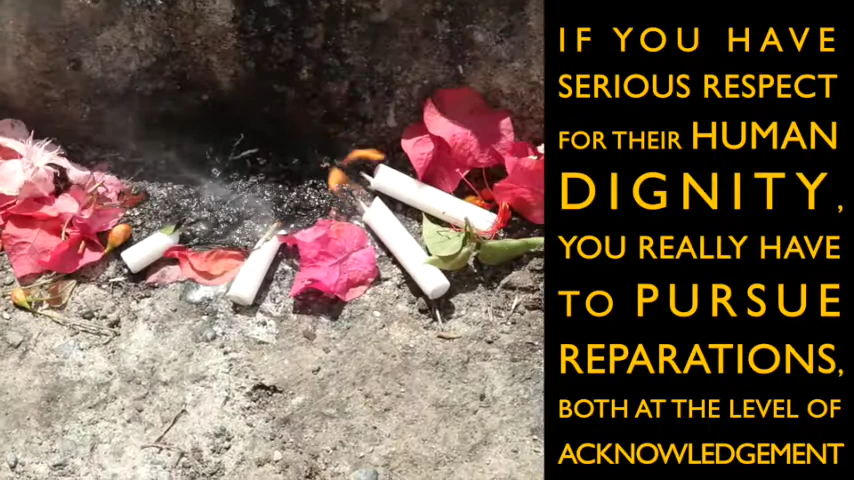 IF YOU HAVE
SERIOUS RESPECT
FOR THEIR HUMAN
DIGNITY,
YOU REALLY HAVE
TO PURSUE
REPARATIONS,
BOTH AT THE LEVEL OF
ACKNOWLEDGEMENT